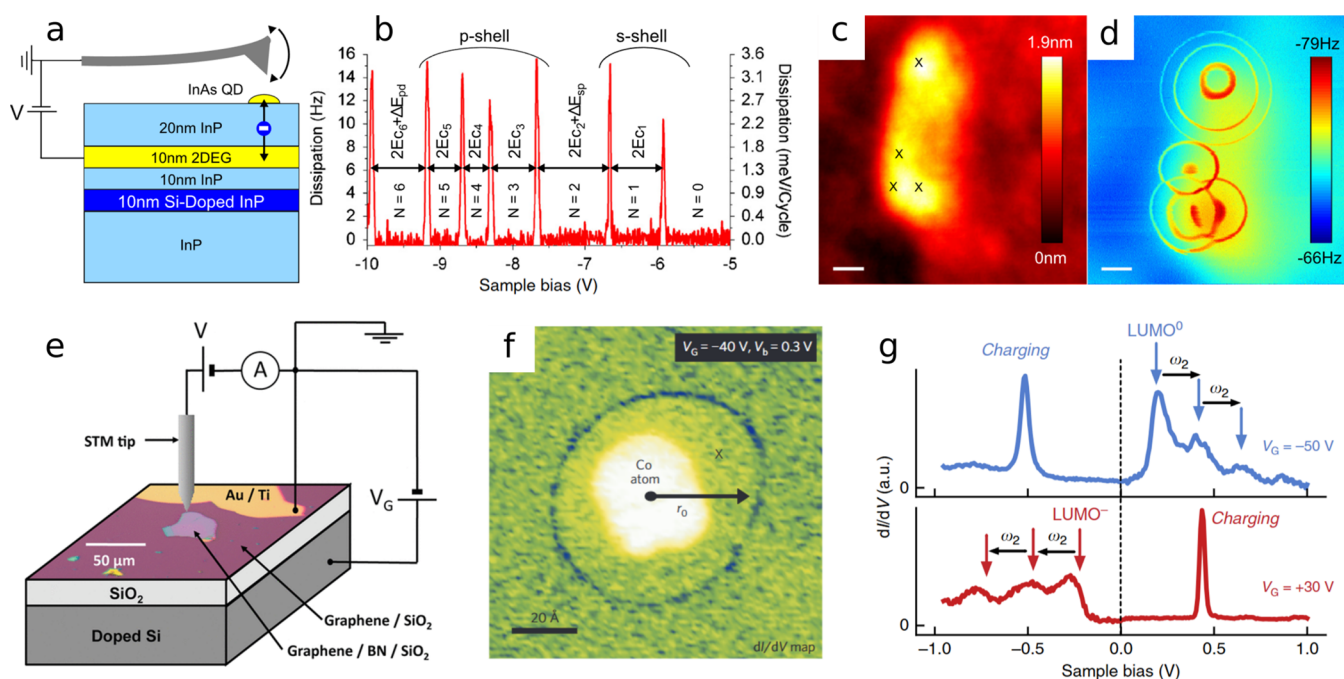 a
V
InAs QD
20nm InP
10nm 2DEG
10nm InP
10nm Si-Doped InP
InP
b
p-shell
s-shell
Dissipation (Hz)
16
14
12
10
8
6
4
2
0
2Ec₆+ΔEpd
2Ec₅
2Ec₄
2Ec₃
2Ec₂+ΔEsp
2Ec₁
N = 6
N = 5
N = 4
N = 3
N = 2
N = 1
N = 0
3.6
3.1
2.7
2.2
1.8
1.3
0.9
0.4
0.0
Dissipation (meV/Cycle)
-10 -9 -8 -7 -6 -5
Sample bias (V)
c
x
x
x x
1.9nm
0nm
d
-79Hz
-66Hz
e
V
A
STM tip
VG
Au / Ti
50 µm
SiO₂
Doped Si
Graphene / SiO₂
Graphene / BN / SiO₂
f
VG = −40 V, Vb = 0.3 V
x
Co
atom
r₀
20 Å
dI/dV map
g
LUMO⁰
Charging
ω₂
ω₂
VG = −50 V
0
dI/dV (a.u.)
LUMO⁻
Charging
ω₂ ω₂
VG = +30 V
0
−1.0 −0.5 0.0 0.5 1.0
Sample bias (V)